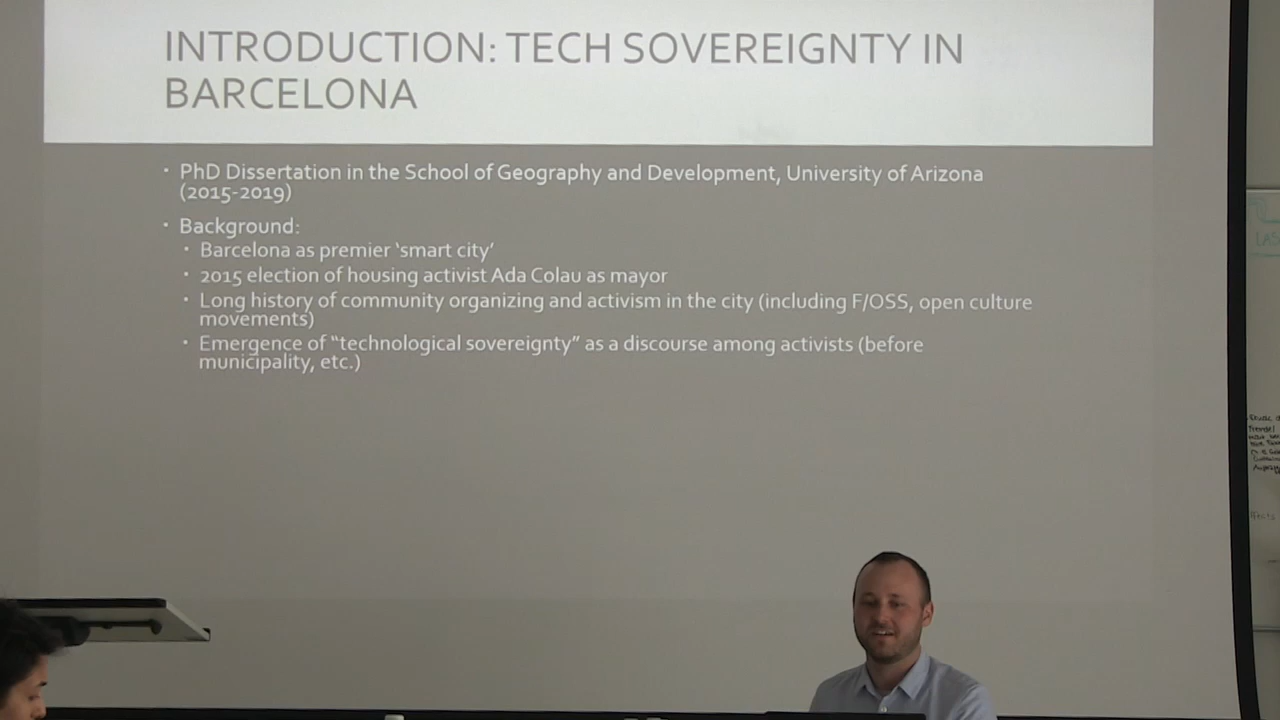 INTRODUCTION: TECH SOVEREIGNTY IN
BARCELONA
· PhD Dissertation in the School of Geography and Development, University of Arizona
(2015-2019)
· Background:
· Barcelona as premier ‘smart city’
· 2015 election of housing activist Ada Colau as mayor
· Long history of community organizing and activism in the city (including F/OSS, open culture
movements)
· Emergence of “technological sovereignty” as a discourse among activists (before
municipality, etc.)